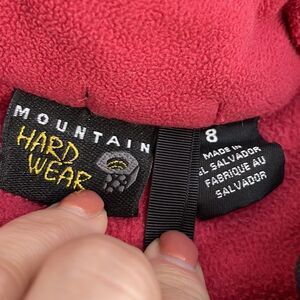 MOUNTAIN
HARD
WEAR
8
MADE IN
EL SALVADOR
FABRIQUE AU
SALVADOR